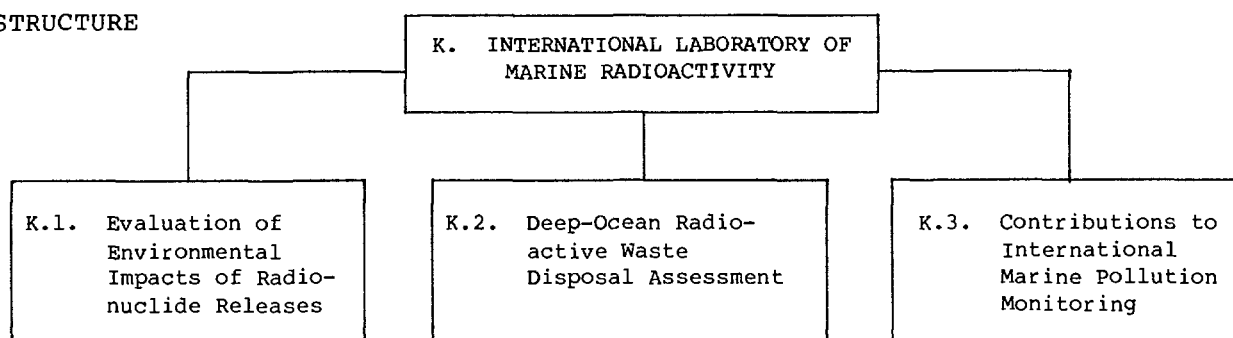 STRUCTURE
K. INTERNATIONAL LABORATORY OF
MARINE RADIOACTIVITY
K.1. Evaluation of
Environmental
Impacts of Radio-
nuclide Releases
K.2. Deep-Ocean Radio-
active Waste
Disposal Assessment
K.3. Contributions to
International
Marine Pollution
Monitoring